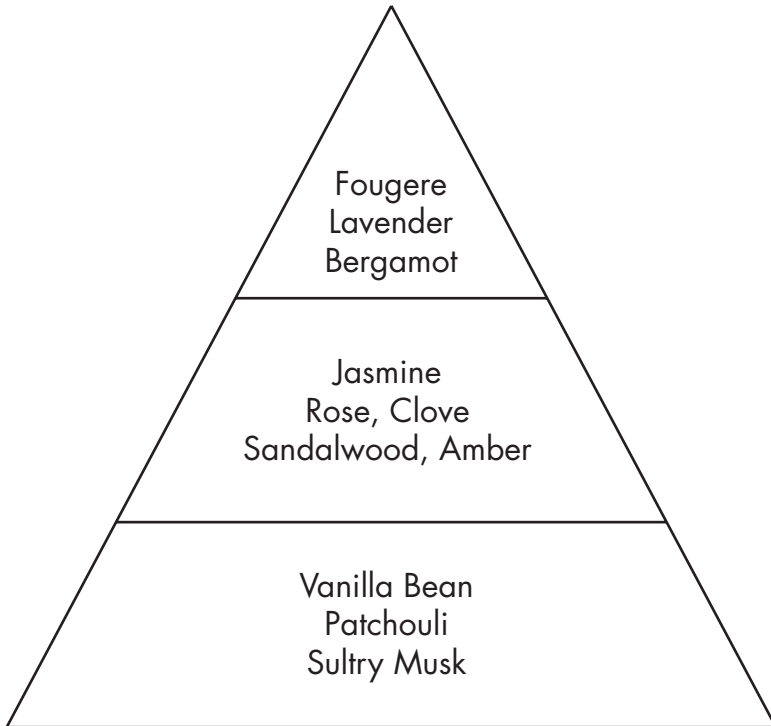 Fougere
Lavender
Bergamot
Jasmine
Rose, Clove
Sandalwood, Amber
Vanilla Bean
Patchouli
Sultry Musk